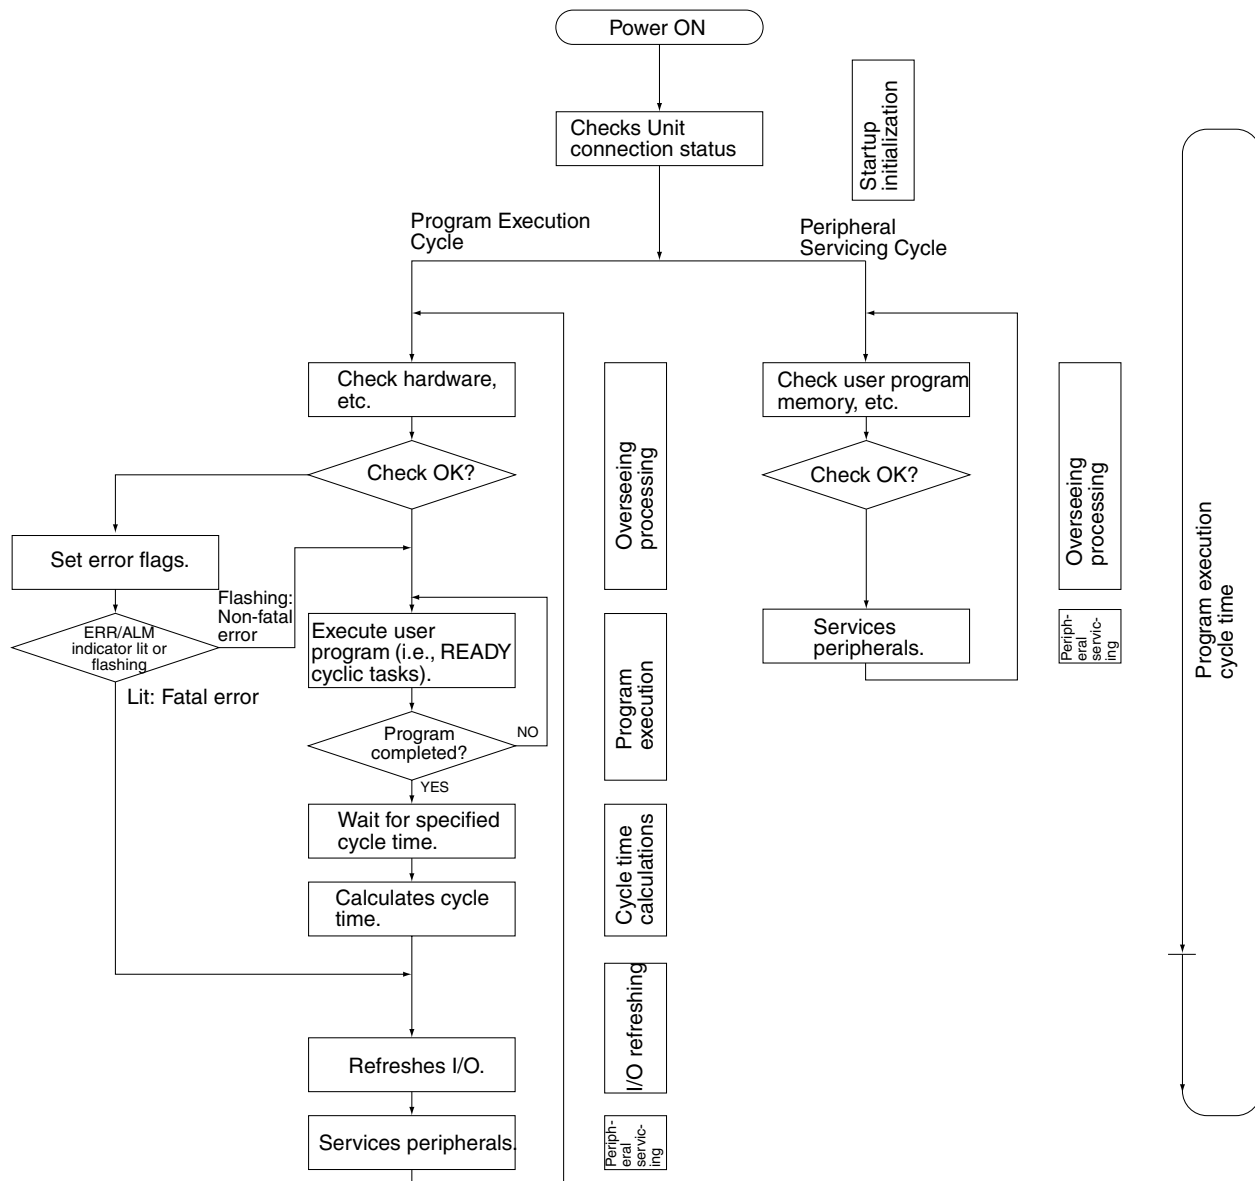 Power ON
Checks Unit
connection status
Startup
initialization
Program Execution
Cycle
Peripheral
Servicing Cycle
Check hardware,
etc.
Check OK?
Set error flags.
ERR/ALM
indicator lit or
flashing
Flashing:
Non-fatal
error
Lit: Fatal error
Execute user
program (i.e., READY
cyclic tasks).
Program
completed?
NO
YES
Wait for specified
cycle time.
Calculates cycle
time.
Refreshes I/O.
Services peripherals.
Overseeing
processing
Program
execution
Cycle time
calculations
I/O refreshing
Periph-
eral
servic-
ing
Check user program
memory, etc.
Check OK?
Services
peripherals.
Overseeing
processing
Periph-
eral
servic-
ing
Program execution
cycle time